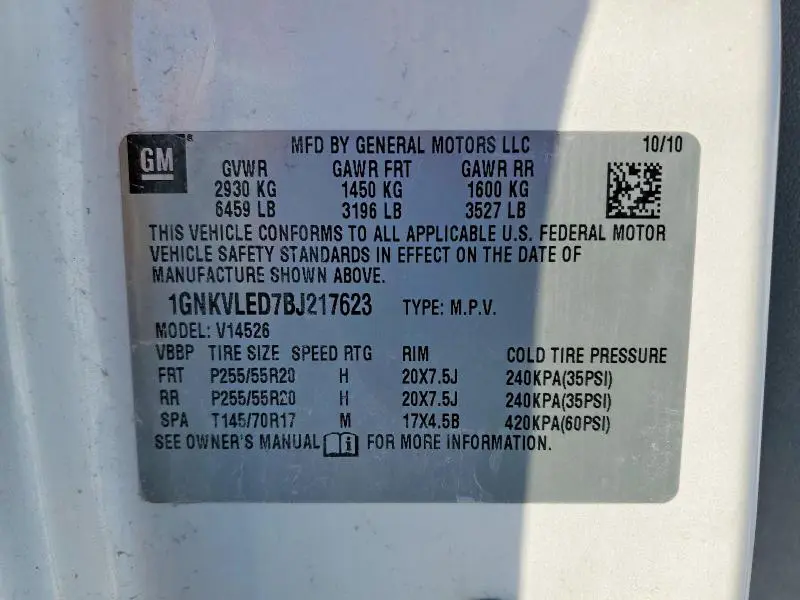 GM ® MFD BY GENERAL MOTORS LLC 10/10
GVWR GAWR FRT GAWR RR
2930 KG 1450 KG 1600 KG
6459 LB 3196 LB 3527 LB
THIS VEHICLE CONFORMS TO ALL APPLICABLE U.S. FEDERAL MOTOR
VEHICLE SAFETY STANDARDS IN EFFECT ON THE DATE OF
MANUFACTURE SHOWN ABOVE.
1GNKVLED7BJ217623 TYPE: M.P.V.
MODEL: V14526
VBBP TIRE SIZE SPEED RTG RIM COLD TIRE PRESSURE
FRT P255/55R20 H 20X7.5J 240KPA(35PSI)
RR P255/55R20 H 20X7.5J 240KPA(35PSI)
SPA T145/70R17 M 17X4.5B 420KPA(60PSI)
SEE OWNER'S MANUAL FOR MORE INFORMATION.